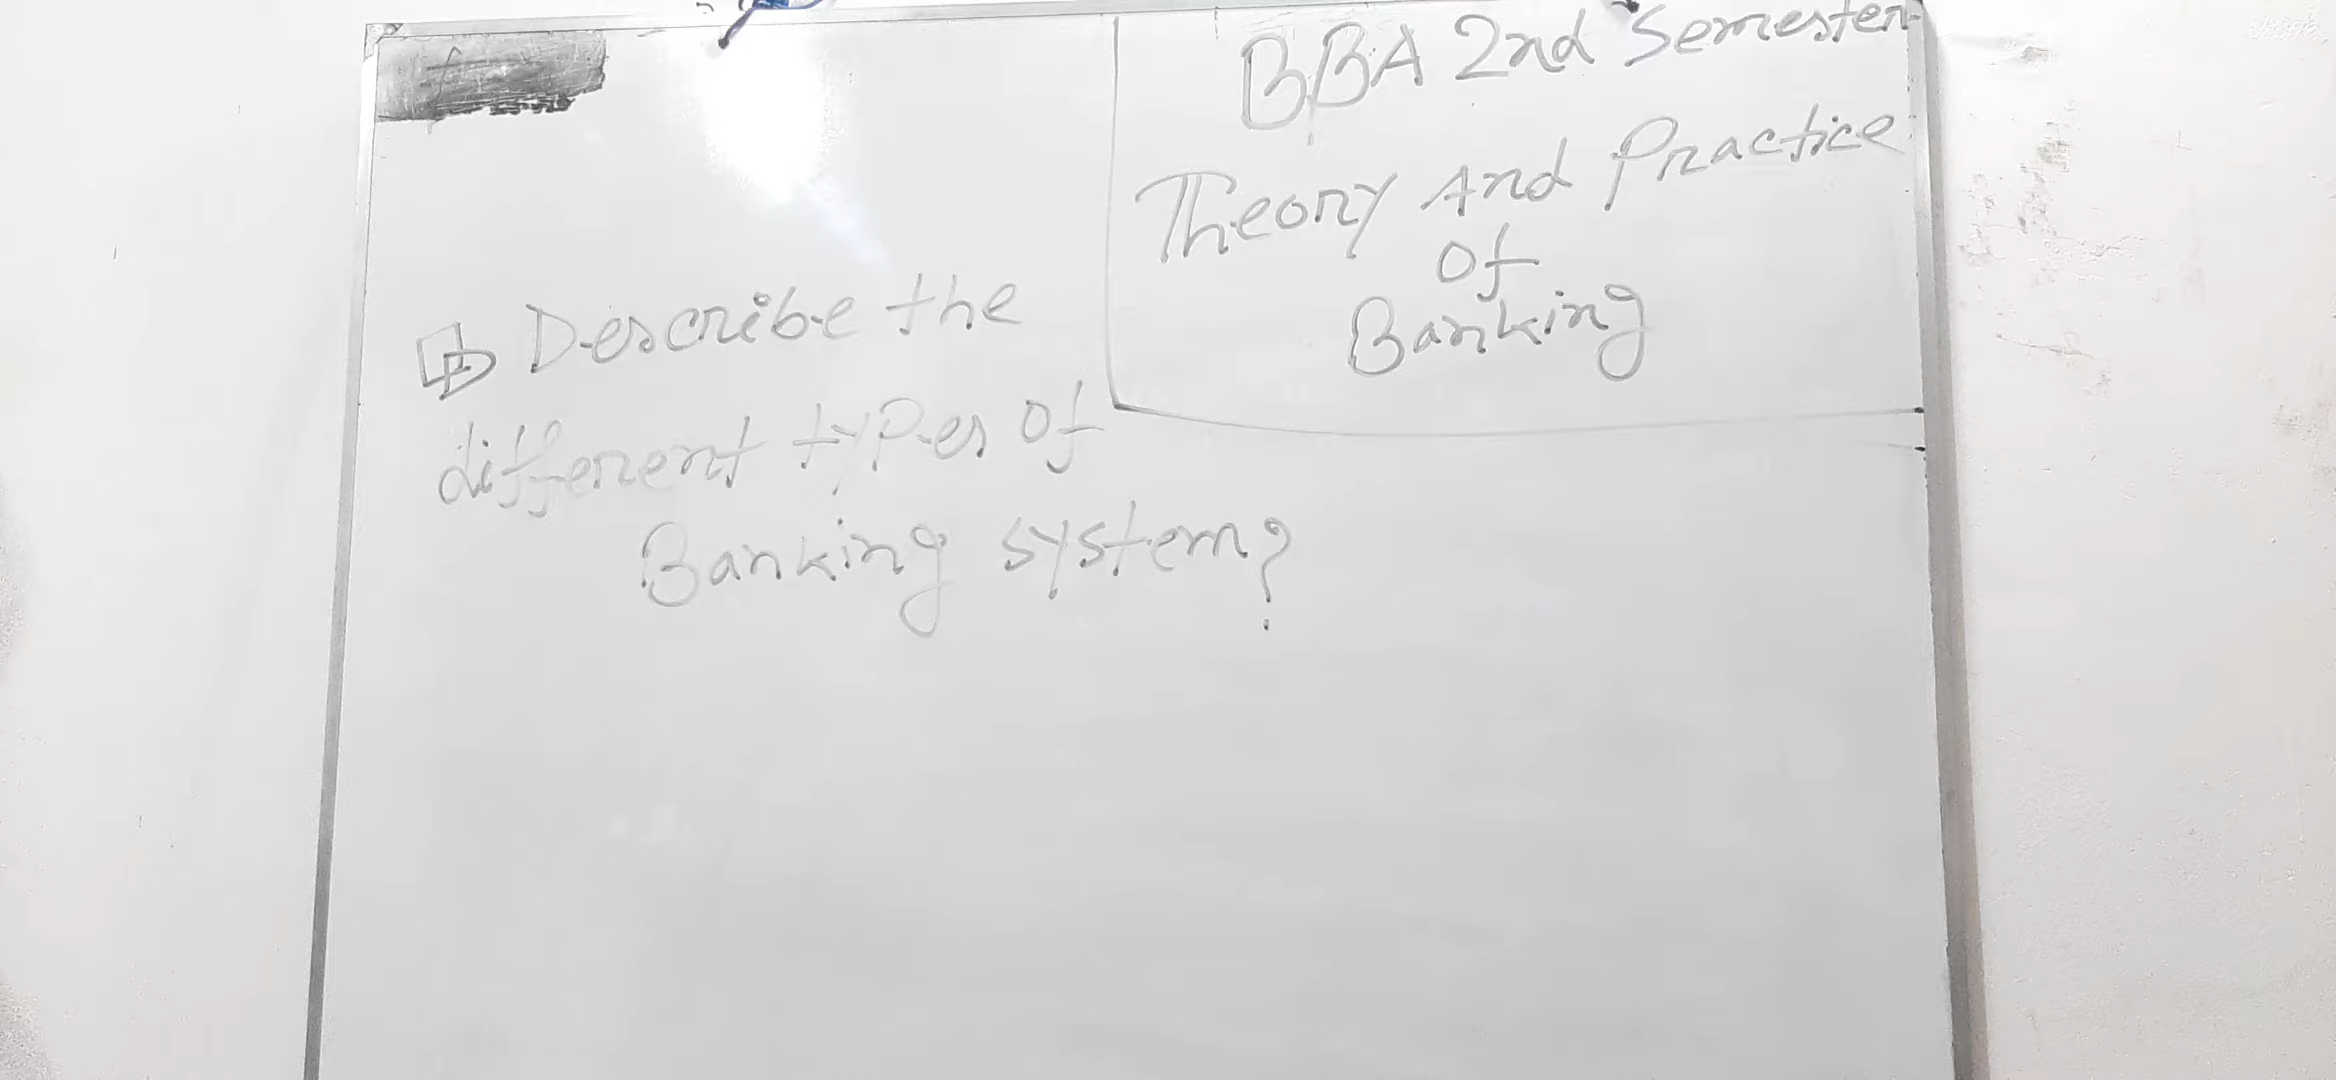 BBA 2nd Semester
Theory And Practice
Of
Banking
Describe the
different types of
Banking system?